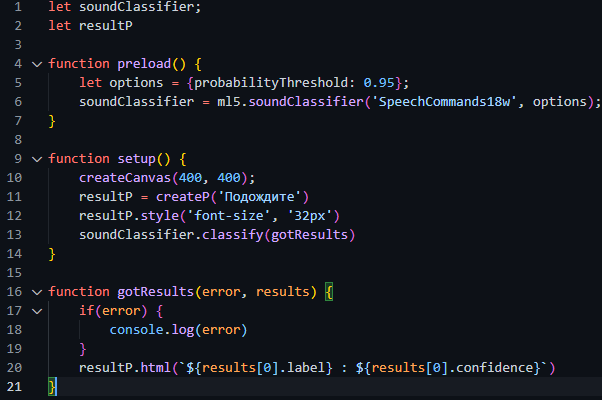 1 let soundClassifier;
2 let resultP
3
4 function preload() {
5     let options = {probabilityThreshold: 0.95};
6     soundClassifier = ml5.soundClassifier('SpeechCommands18w', options);
7 }
8
9 function setup() {
10     createCanvas(400, 400);
11     resultP = createP('Подождите')
12     resultP.style('font-size', '32px')
13     soundClassifier.classify(gotResults)
14 }
15
16 function gotResults(error, results) {
17     if(error) {
18         console.log(error)
19     }
20     resultP.html(`${results[0].label} : ${results[0].confidence}`)
21 }